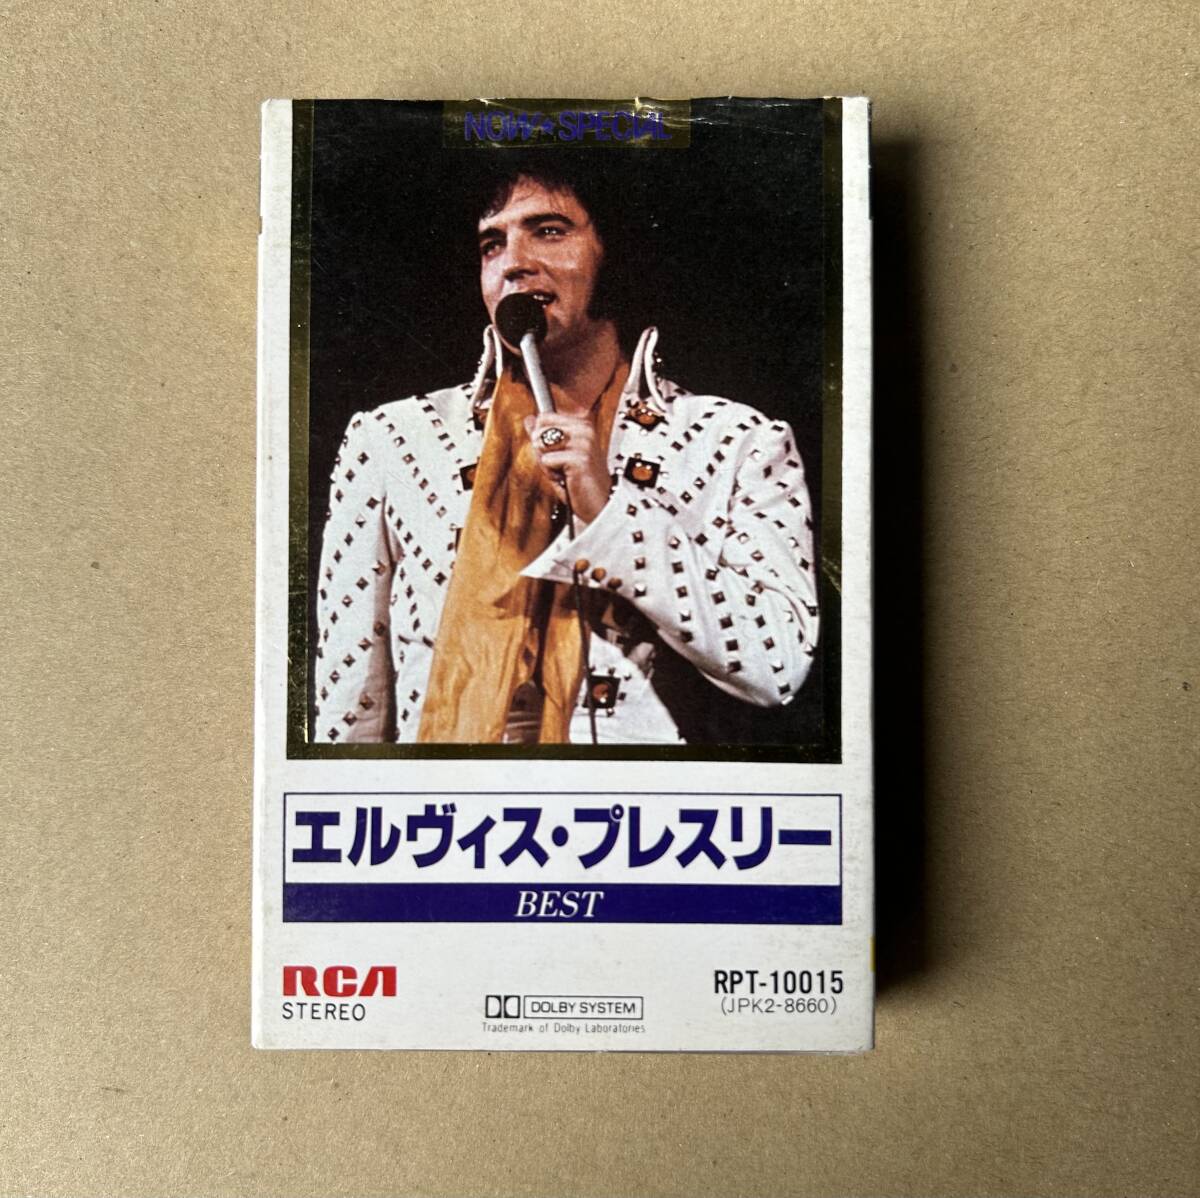 NOW★SPECIAL
エルヴィス・プレスリー
BEST
RCA
STEREO
DOLBY SYSTEM
Trademark of Dolby Laboratories
RPT-10015
(JPK2-8660)